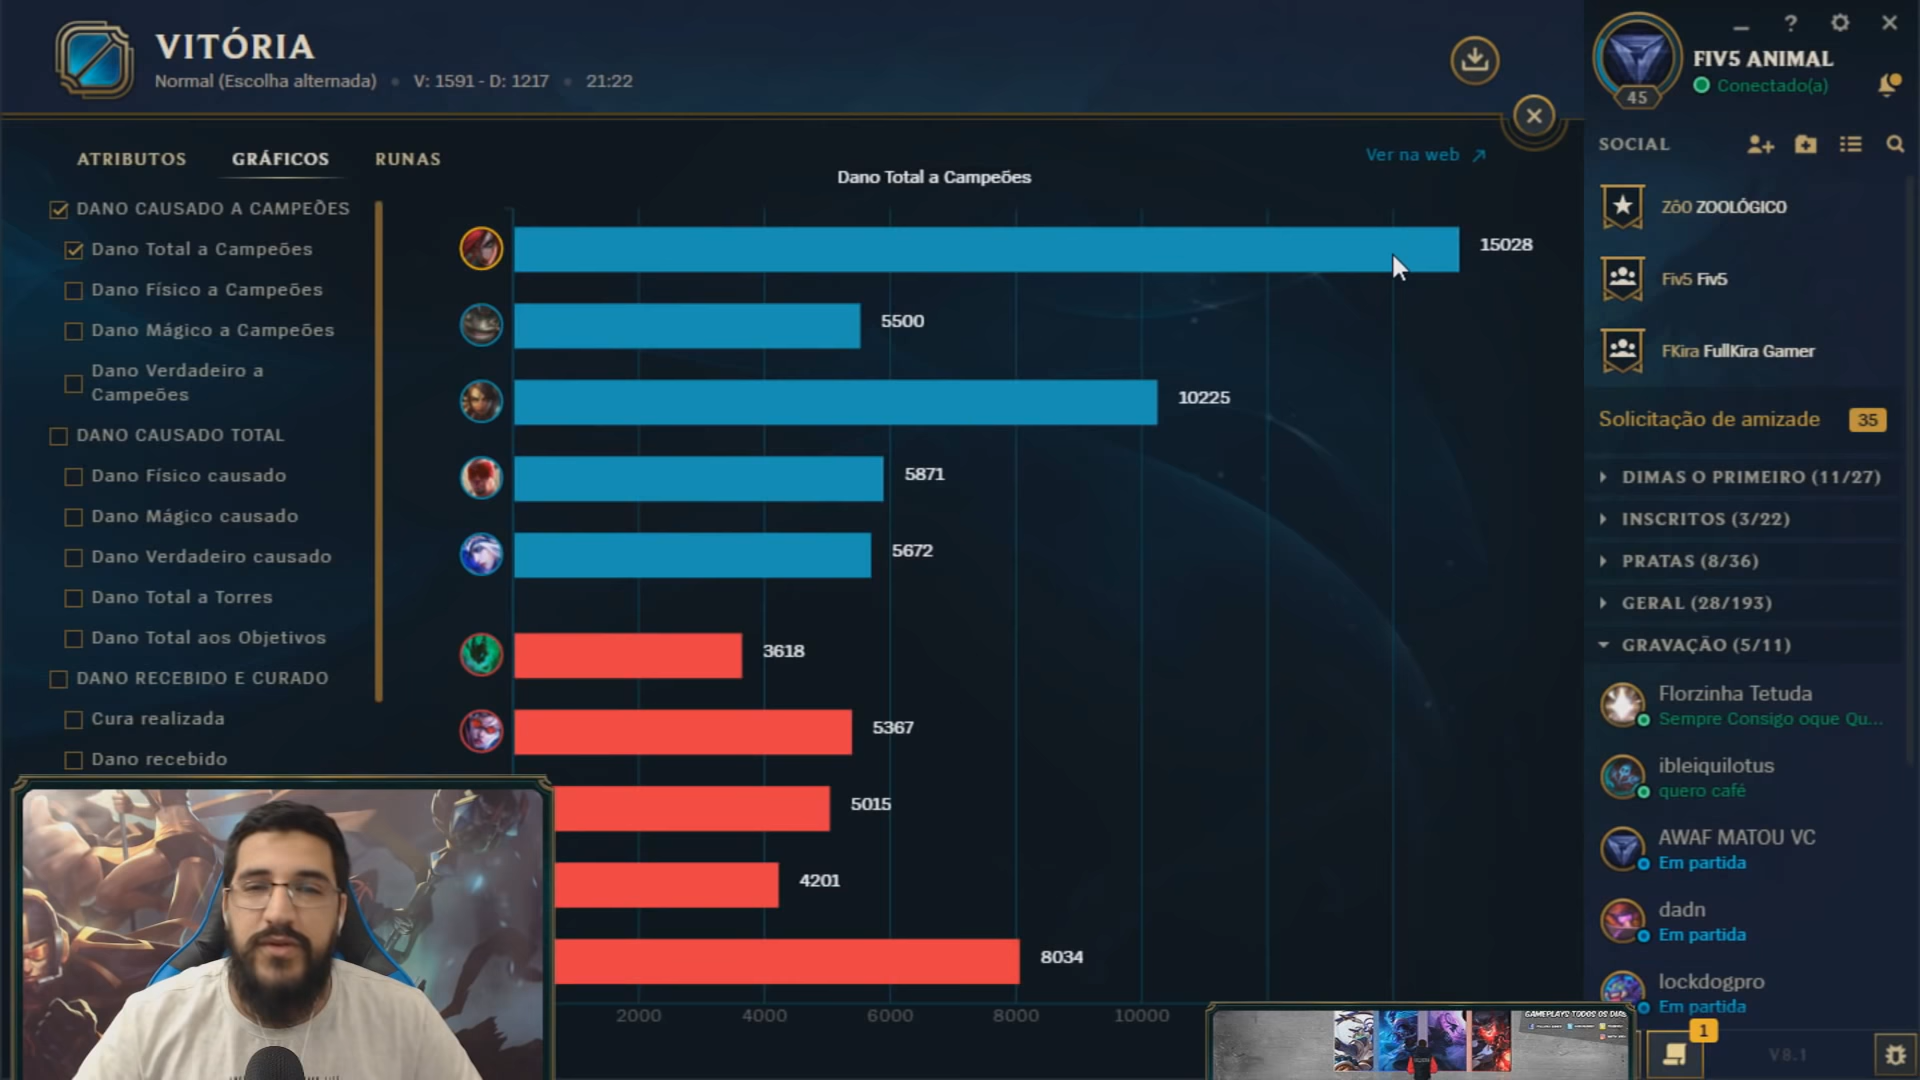 VITÓRIA
Normal (Escolha alternada) • V: 1591 - D: 1217 • 21:22
ATRIBUTOS
GRÁFICOS
RUNAS
Ver na web
DANO CAUSADO A CAMPEÕES
Dano Total a Campeões
Dano Físico a Campeões
Dano Mágico a Campeões
Dano Verdadeiro a
Campeões
DANO CAUSADO TOTAL
Dano Físico causado
Dano Mágico causado
Dano Verdadeiro causado
Dano Total a Torres
Dano Total aos Objetivos
DANO RECEBIDO E CURADO
Cura realizada
Dano recebido
Dano Total a Campeões
15028
5500
10225
5871
5672
3618
5367
5015
4201
8034
2000
4000
6000
8000
10000
GAMEPLAYS TODOS OS DIAS
?
45
FIV5 ANIMAL
Conectado(a)
SOCIAL
Zô0 ZOOLÓGICO
Fiv5 Fiv5
FKira FullKira Gamer
Solicitação de amizade
35
DIMAS O PRIMEIRO (11/27)
INSCRITOS (3/22)
PRATAS (8/36)
GERAL (28/193)
GRAVAÇÃO (5/11)
Florzinha Tetuda
Sempre Consigo oque Qu...
ibleiquilotus
quero café
AWAF MATOU VC
Em partida
dadn
Em partida
lockdogpro
Em partida
1
V8.1